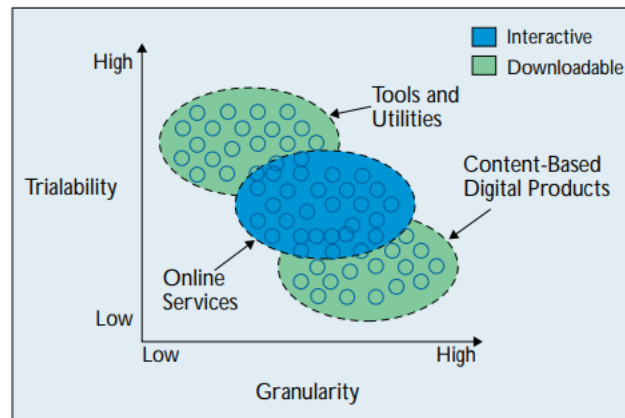 Interactive
Downloadable
High
Tools and
Utilities
Content-Based
Digital Products
Trialability
Online
Services
Low
Low
High
Granularity